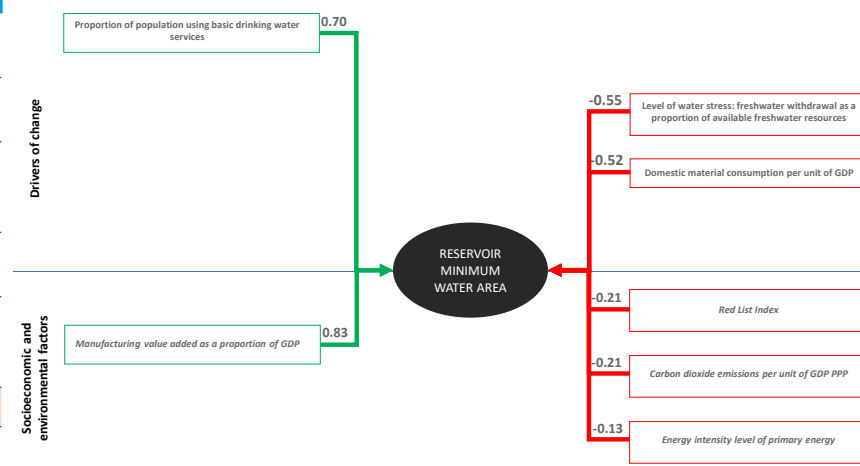 Proportion of population using basic drinking water
services
0.70
Drivers of change
-0.55
Level of water stress: freshwater withdrawal as a
proportion of available freshwater resources
-0.52
Domestic material consumption per unit of GDP
RESERVOIR
MINIMUM
WATER AREA
Socioeconomic and
environmental factors
Manufacturing value added as a proportion of GDP
0.83
-0.21
Red List Index
-0.21
Carbon dioxide emissions per unit of GDP PPP
-0.13
Energy intensity level of primary energy